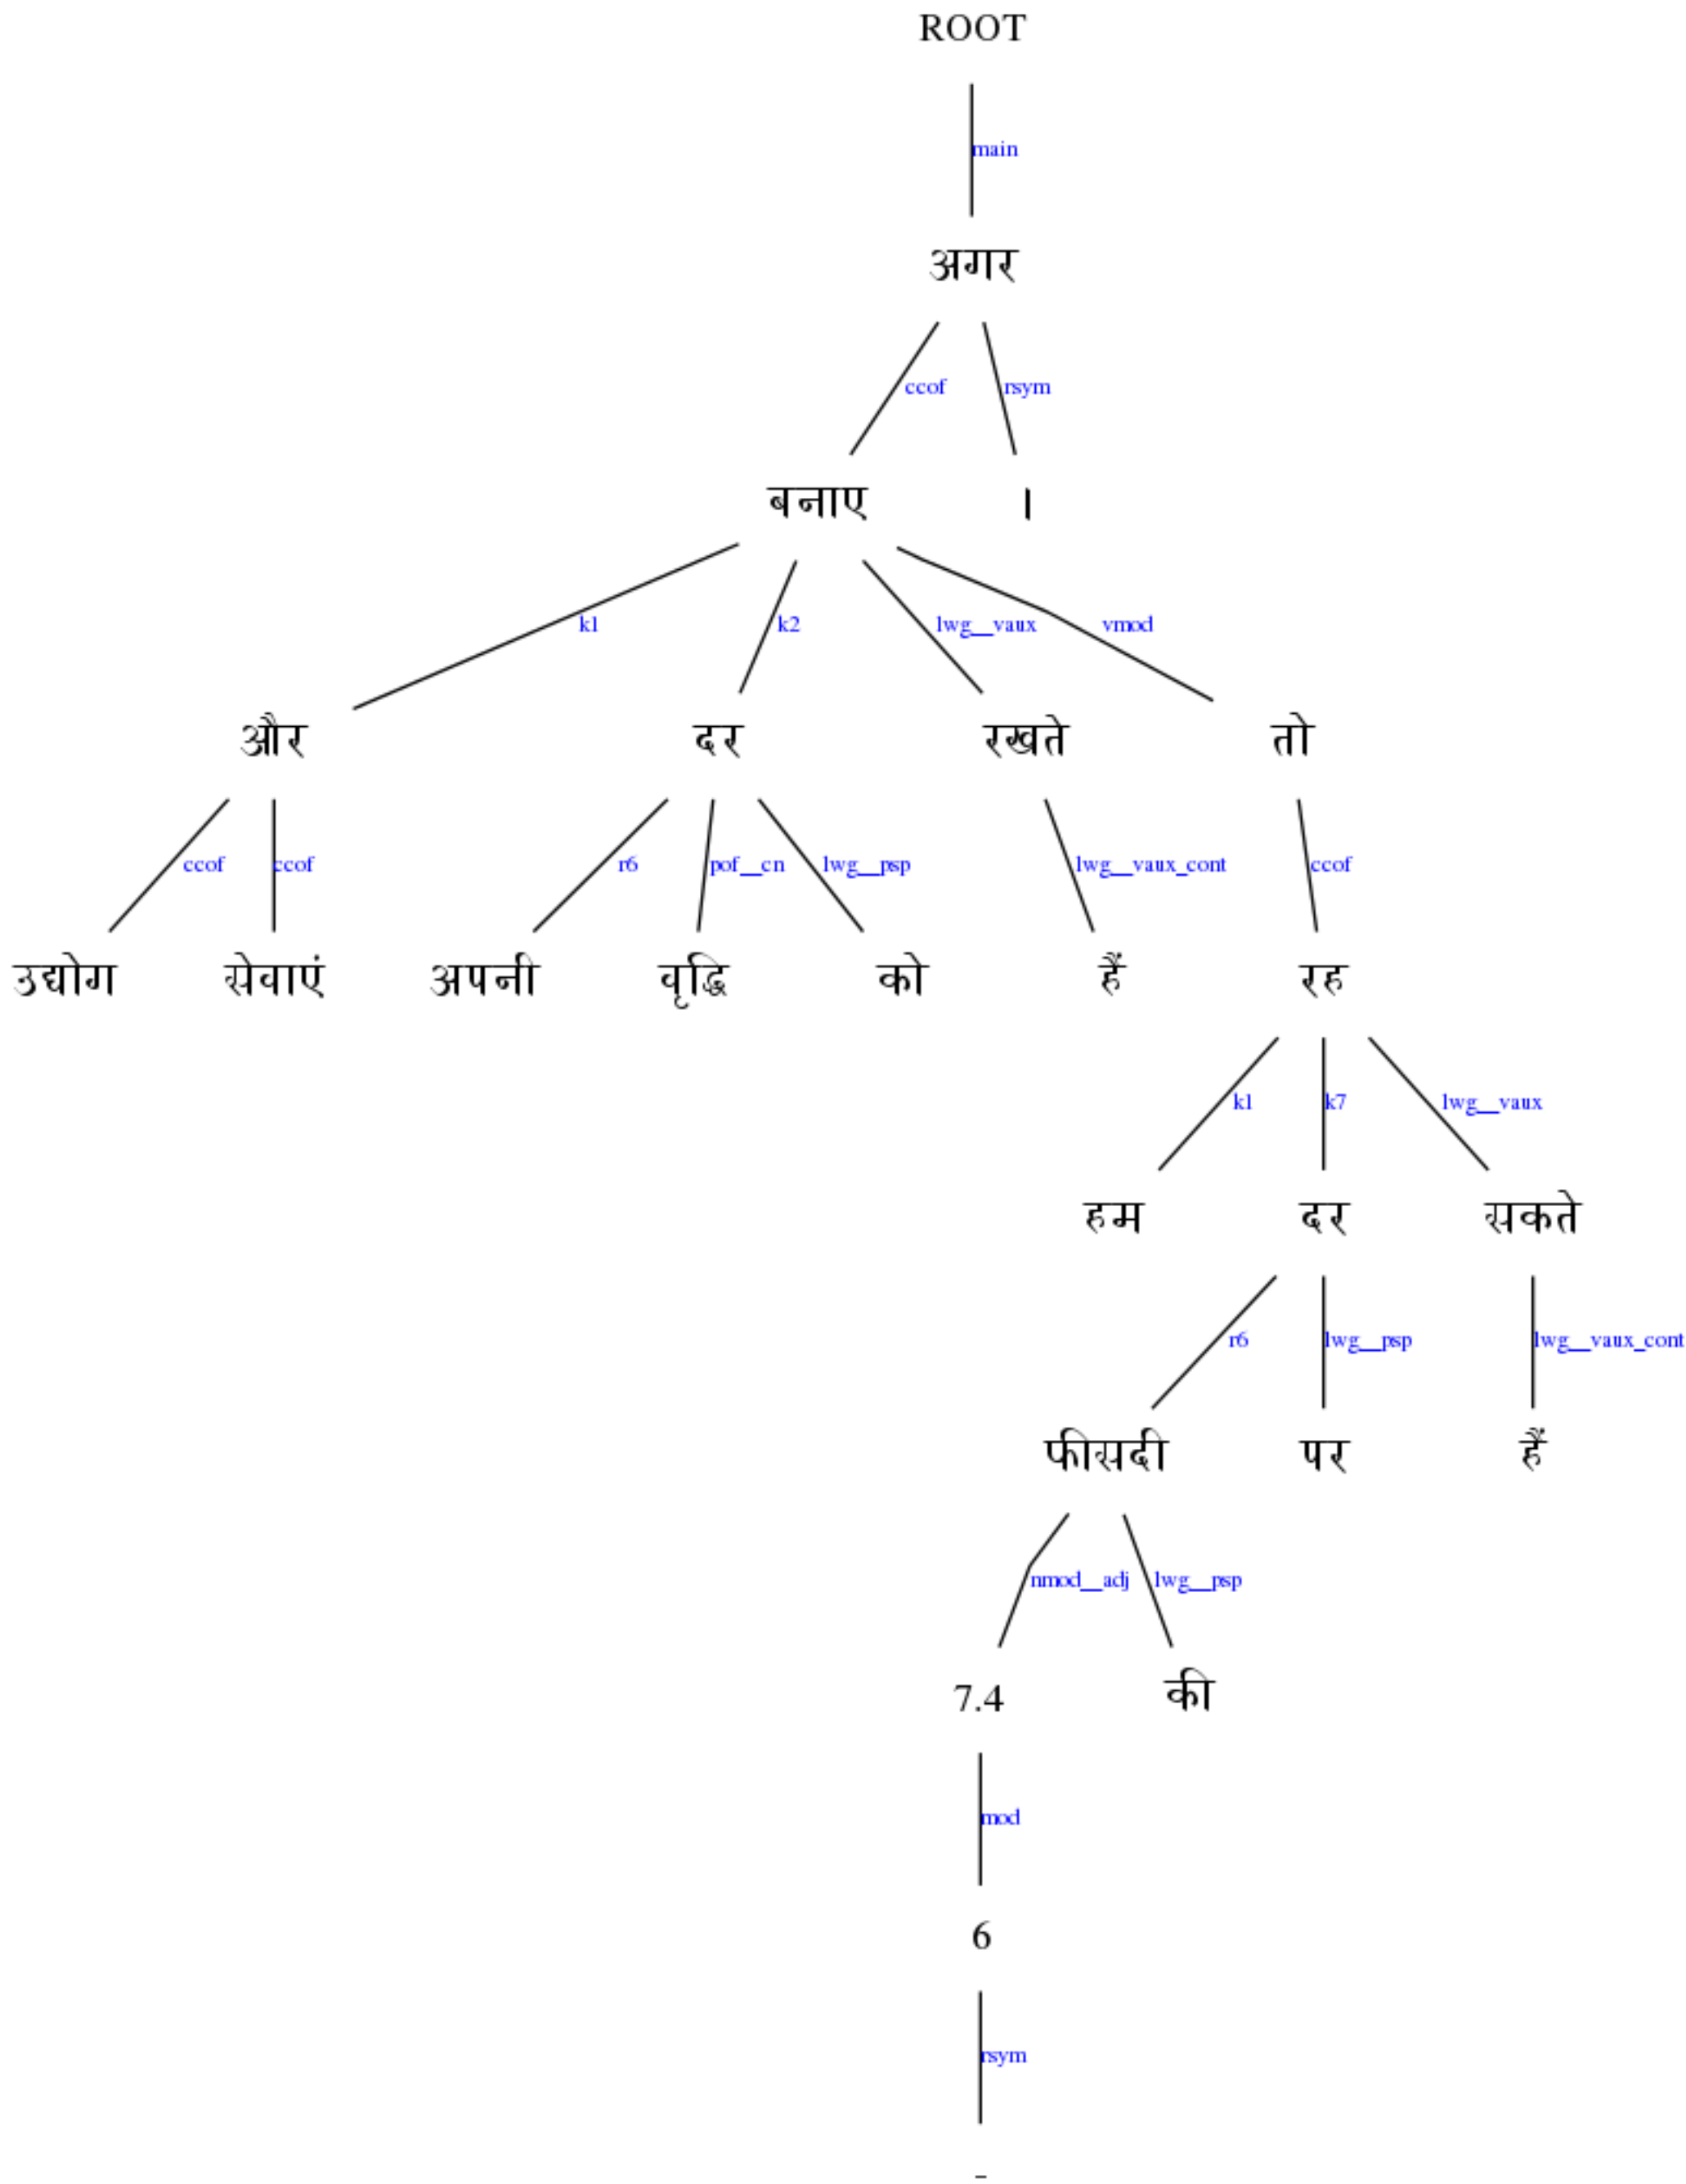 ROOT
main
अगर
ccof rsym
बनाए ।
k1 k2 lwg__vaux vmod
और दर रखते तो
ccof ccof r6 pof__cn lwg__psp lwg__vaux_cont ccof
उद्योग सेवाएं अपनी वृद्धि को हैं रह
k1 k7 lwg__vaux
हम दर सकते
r6 lwg__psp lwg__vaux_cont
फीसदी पर हैं
nmod__adj lwg__psp
7.4 की
mod
6
rsym
-